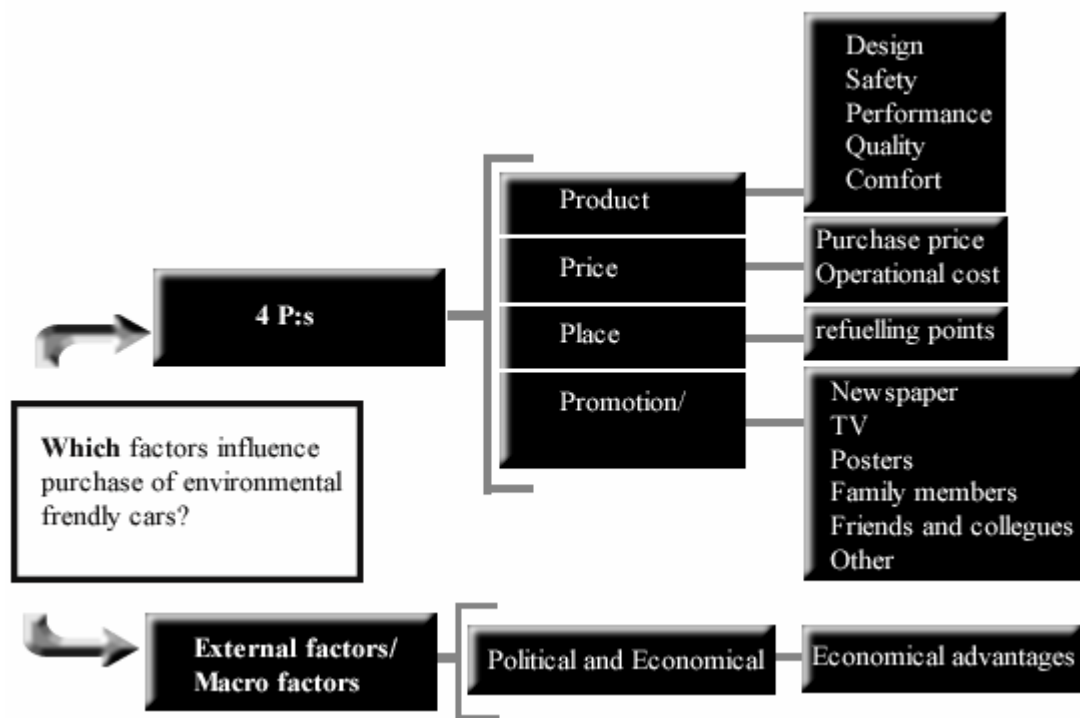 Which factors influence
purchase of environmental
frendly cars?
4 P:s
Product
Design
Safety
Performance
Quality
Comfort
Price
Purchase price
Operational cost
Place
refuelling points
Promotion/
Newspaper
TV
Posters
Family members
Friends and collegues
Other
External factors/
Macro factors
Political and Economical
Economical advantages